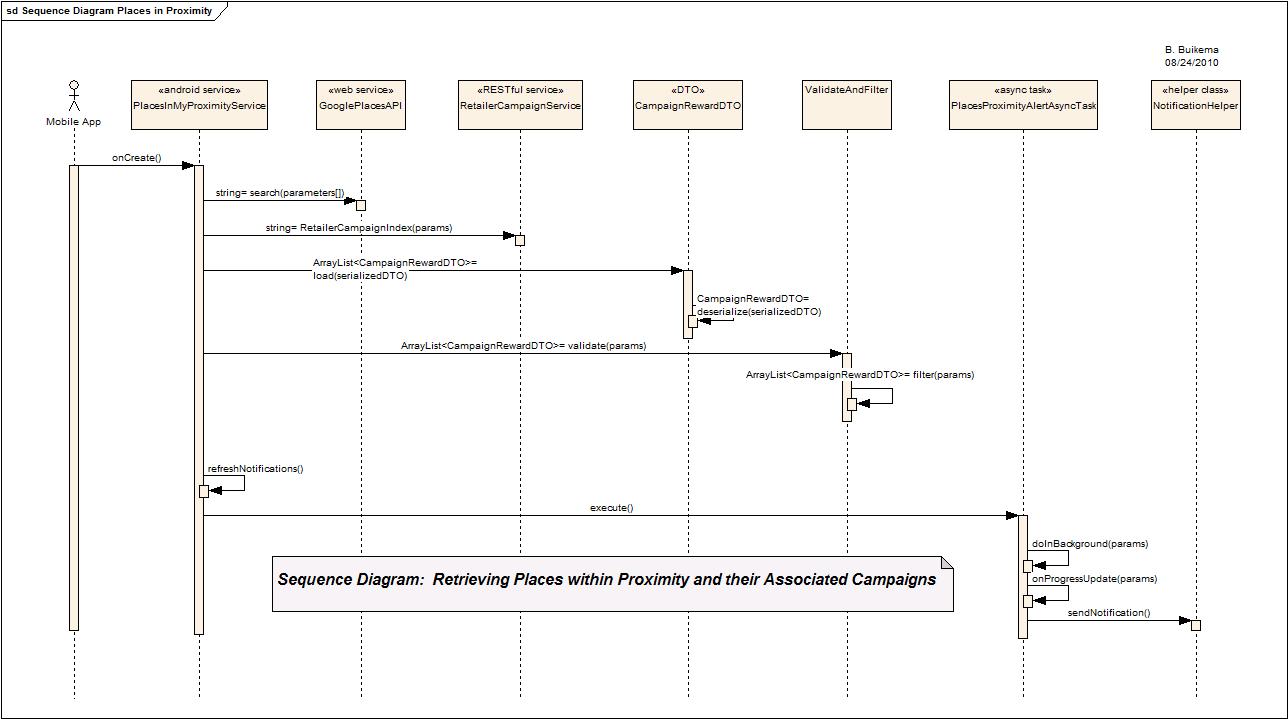 sd Sequence Diagram Places in Proximity
B. Buikema
08/24/2010
Mobile App
«android service»
PlacesInMyProximityService
«web service»
GooglePlacesAPI
«RESTful service»
RetailerCampaignService
«DTO»
CampaignRewardDTO
ValidateAndFilter
«async task»
PlacesProximityAlertAsyncTask
«helper class»
NotificationHelper
onCreate()
string= search(parameters[])
string= RetailerCampaignIndex(params)
ArrayList<CampaignRewardDTO>=
load(serializedDTO)
CampaignRewardDTO=
deserialize(serializedDTO)
ArrayList<CampaignRewardDTO>= validate(params)
ArrayList<CampaignRewardDTO>= filter(params)
refreshNotifications()
execute()
doInBackground(params)
onProgressUpdate(params)
sendNotification()
Sequence Diagram: Retrieving Places within Proximity and their Associated Campaigns